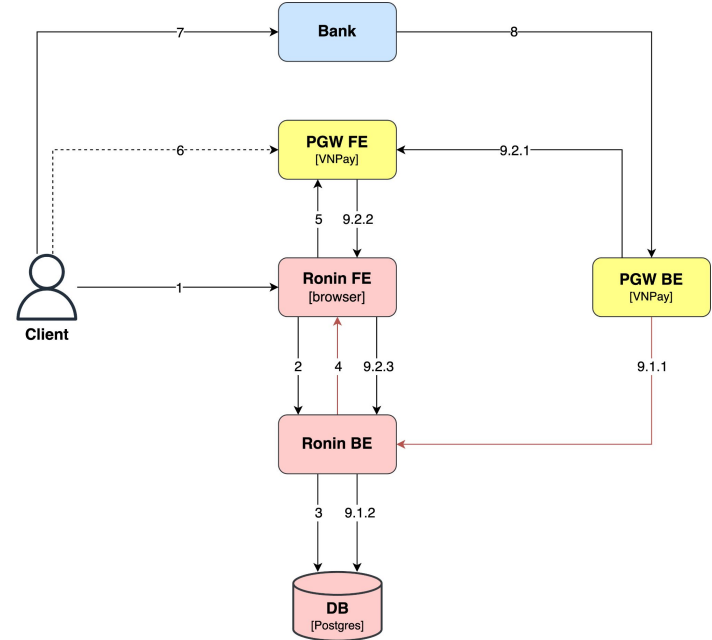 7
Bank
8
PGW FE
[VNPay]
6
9.2.1
5
9.2.2
Ronin FE
[browser]
1
PGW BE
[VNPay]
Client
2
4
9.2.3
9.1.1
Ronin BE
3
9.1.2
DB
[Postgres]